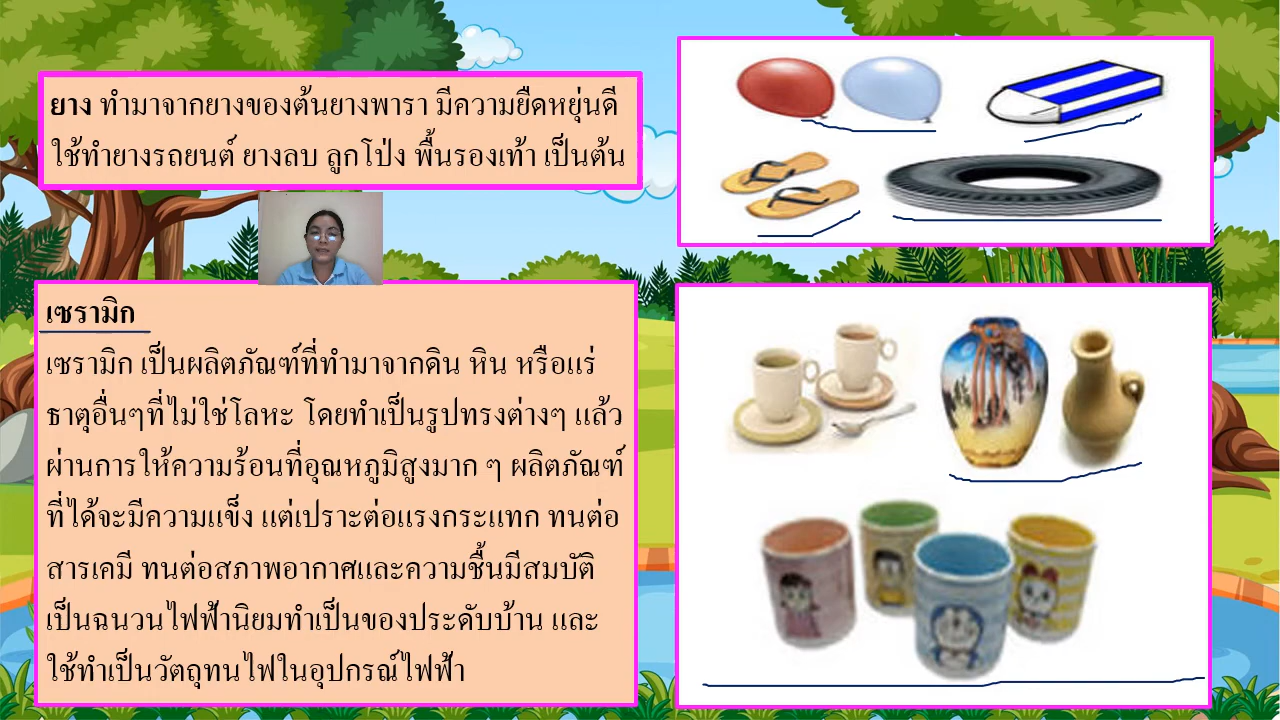 ยาง ทำมาจากยางของต้นยางพารา มีความยืดหยุ่นดี
ใช้ทำยางรถยนต์ ยางลบ ลูกโป่ง พื้นรองเท้า เป็นต้น
เซรามิก
เซรามิก เป็นผลิตภัณฑ์ที่ทำมาจากดิน หิน หรือแร่
ธาตุอื่นๆที่ไม่ใช่โลหะ โดยทำเป็นรูปทรงต่างๆ แล้ว
ผ่านการให้ความร้อนที่อุณหภูมิสูงมาก ๆ ผลิตภัณฑ์
ที่ได้จะมีความแข็ง แต่เปราะต่อแรงกระแทก ทนต่อ
สารเคมี ทนต่อสภาพอากาศและความชื้นมีสมบัติ
เป็นฉนวนไฟฟ้านิยมทำเป็นของประดับบ้าน และ
ใช้ทำเป็นวัตถุทนไฟในอุปกรณ์ไฟฟ้า